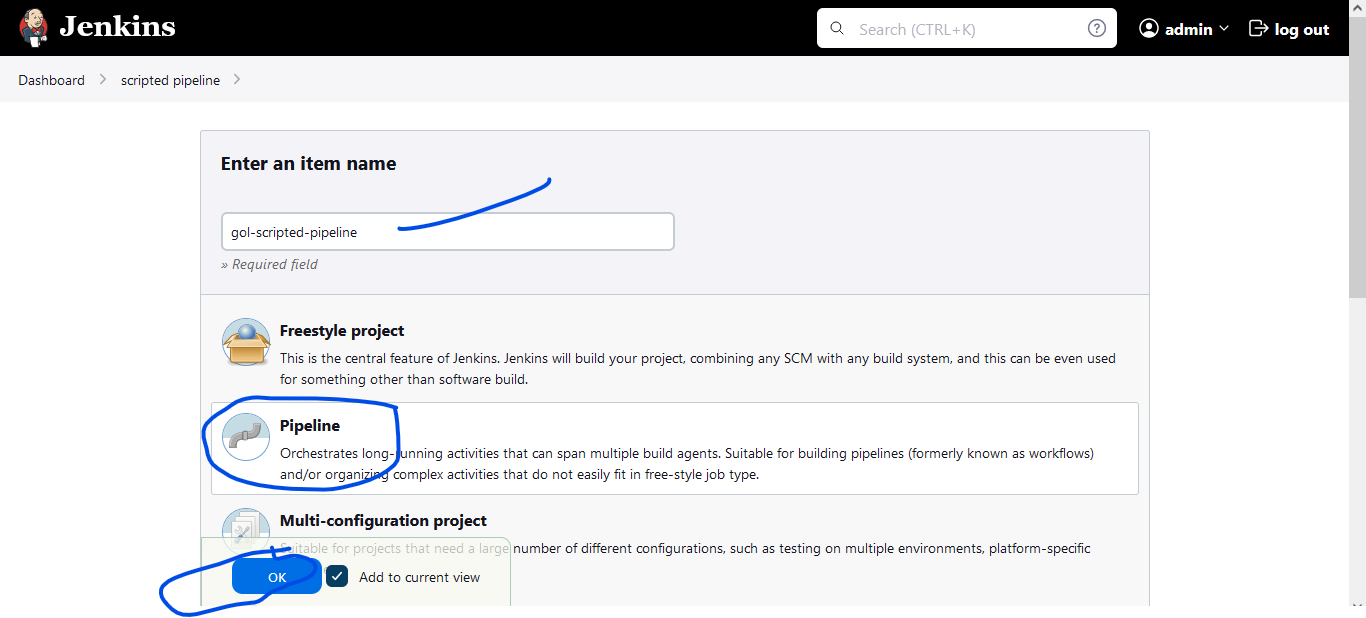 Jenkins
Search (CTRL+K)
admin
log out
Dashboard
scripted pipeline
Enter an item name
gol-scripted-pipeline
» Required field
Freestyle project
This is the central feature of Jenkins. Jenkins will build your project, combining any SCM with any build system, and this can be even used
for something other than software build.
Pipeline
Orchestrates long-running activities that can span multiple build agents. Suitable for building pipelines (formerly known as workflows)
and/or organizing complex activities that do not easily fit in free-style job type.
Multi-configuration project
Suitable for projects that need a large number of different configurations, such as testing on multiple environments, platform-specific
OK
Add to current view